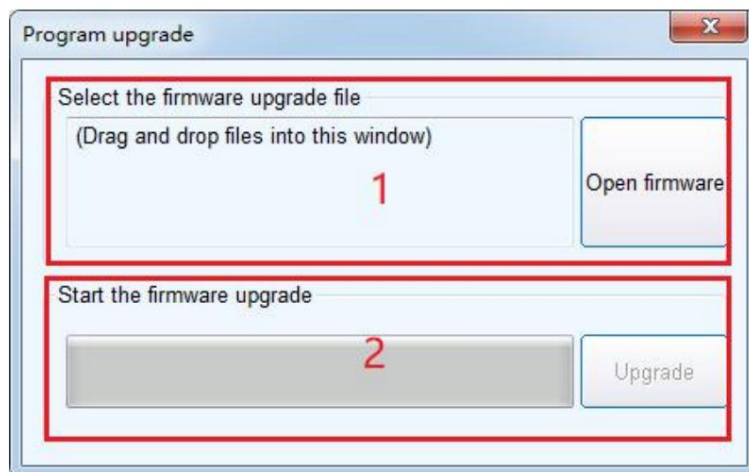 Program upgrade
Select the firmware upgrade file
(Drag and drop files into this window)
1
Open firmware
Start the firmware upgrade
2
Upgrade